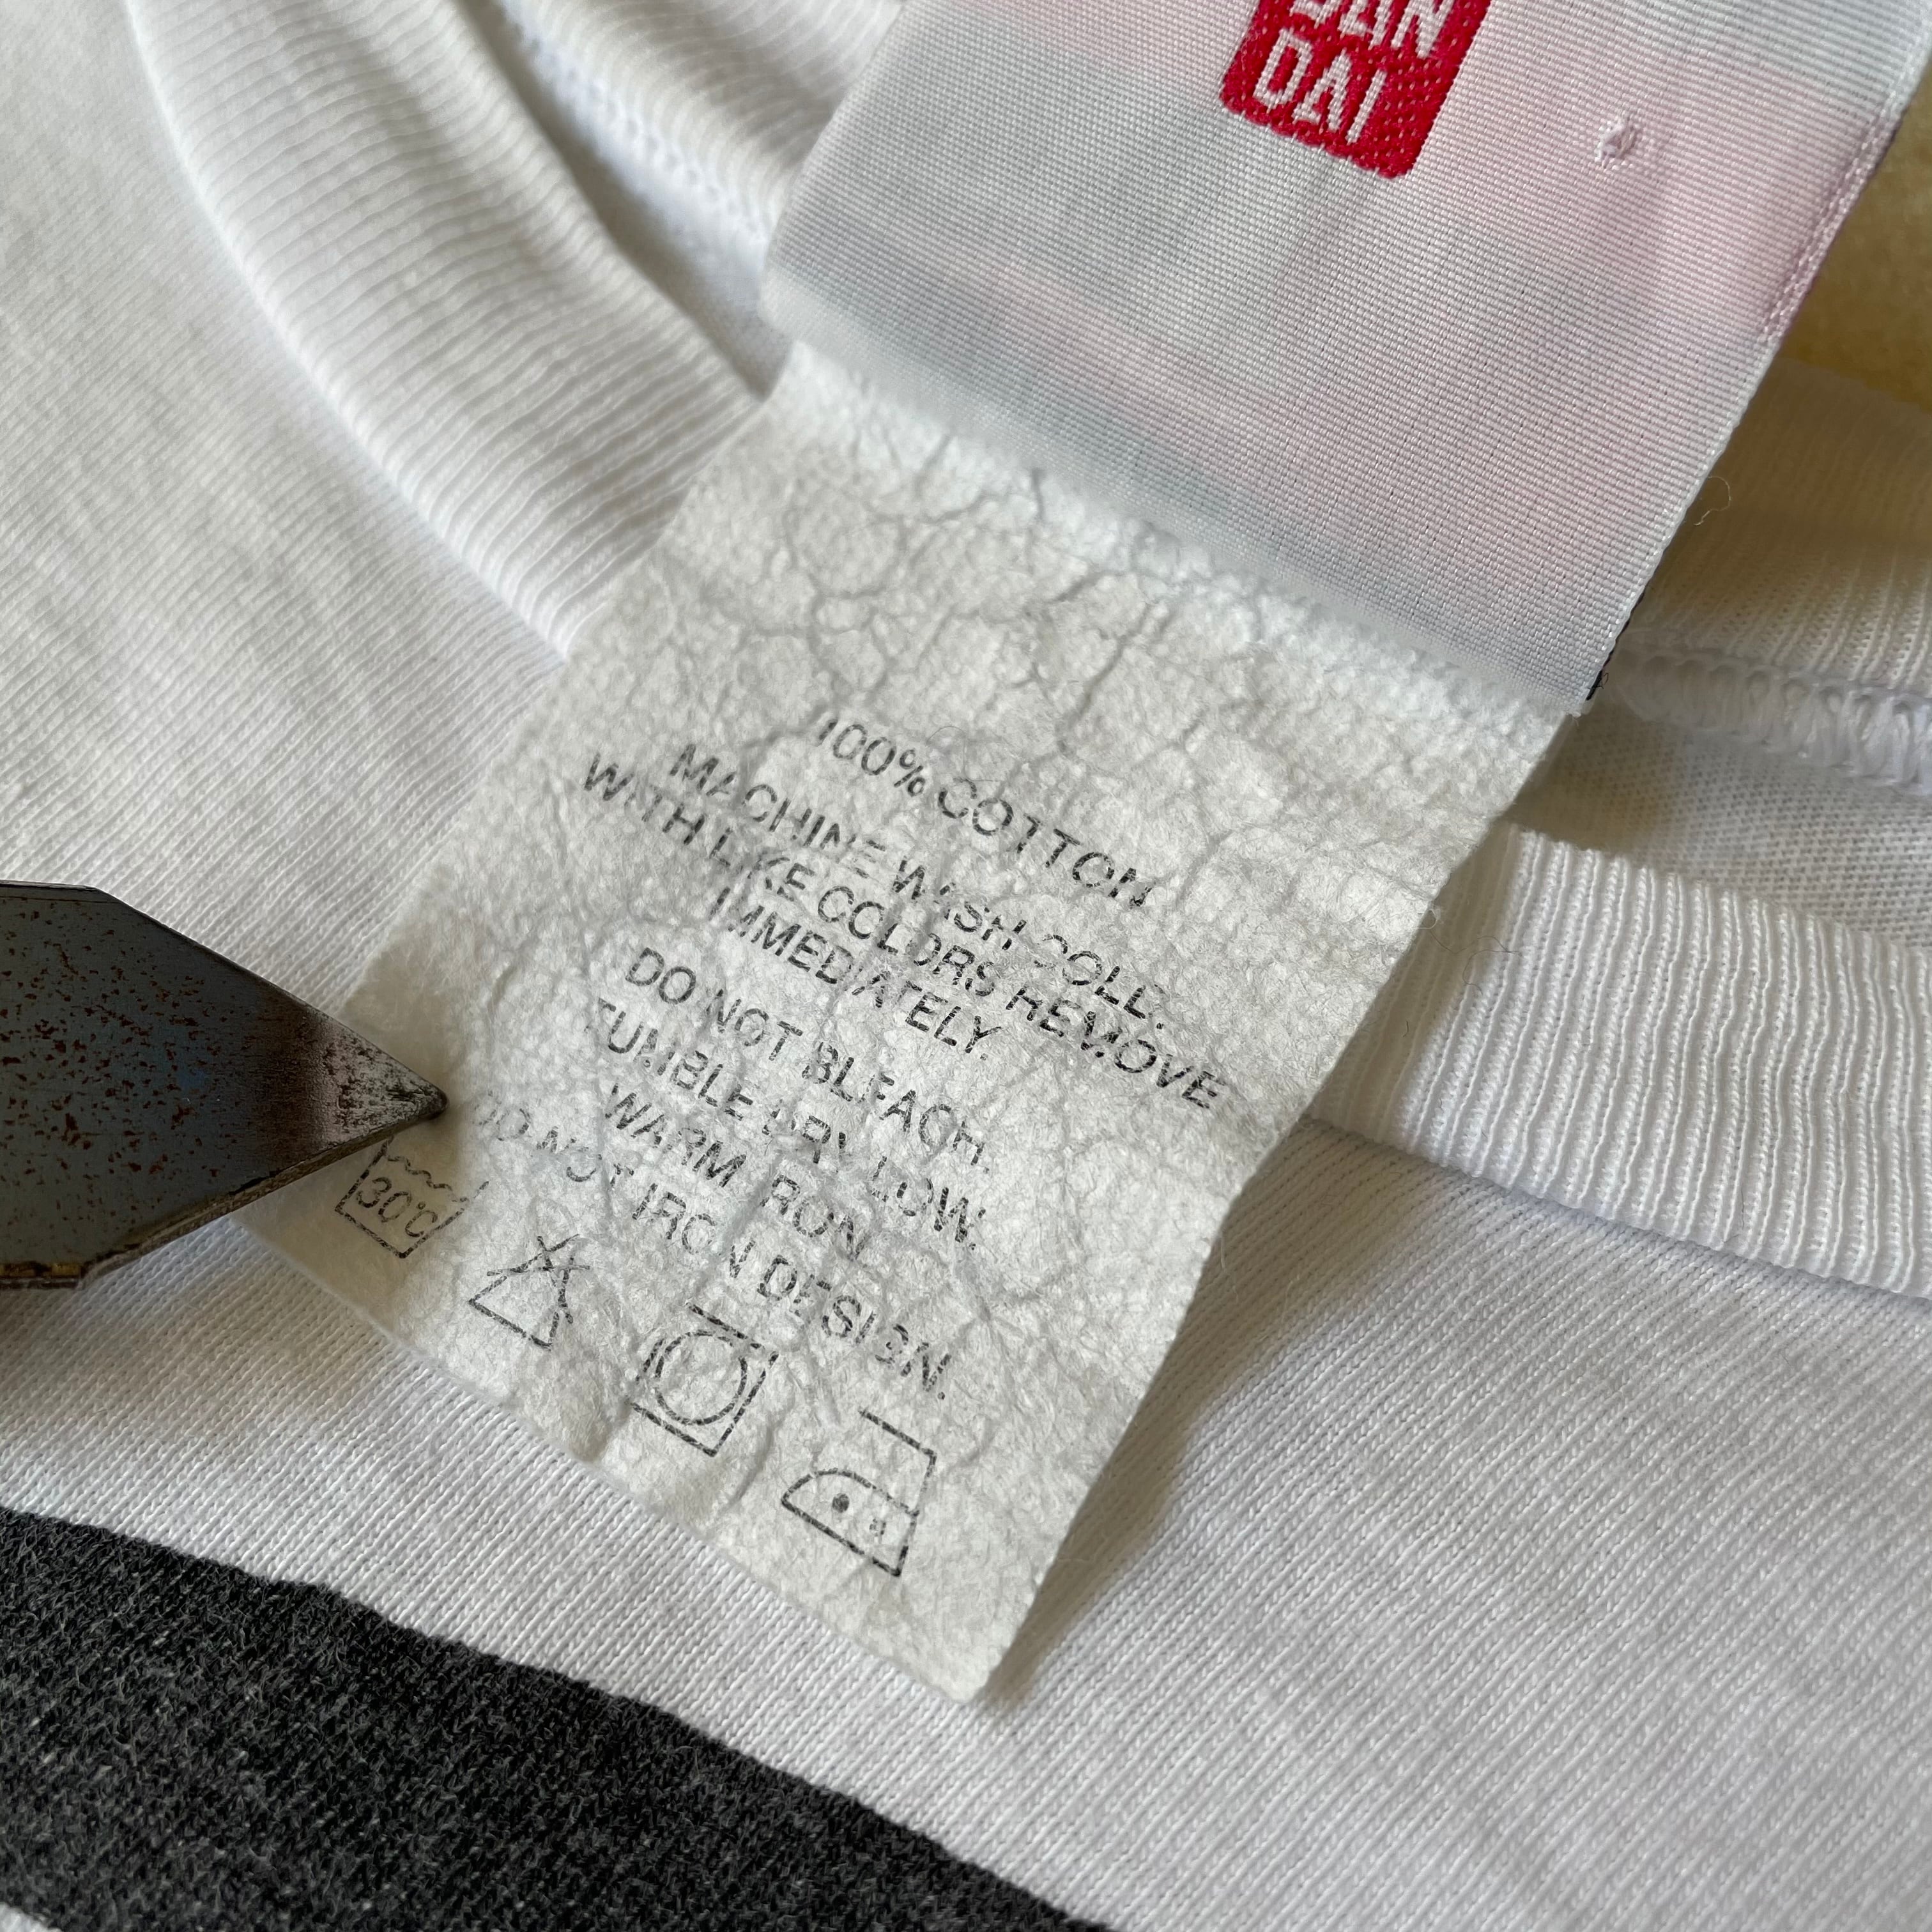 BAN
DAI
100% COTTON
MACHINE WASH COLD.
WITH LIKE COLORS REMOVE
IMMEDIATELY.
DO NOT BLEACH.
TUMBLE DRY LOW.
WARM IRON
DO NOT IRON DESIGN.
30°C